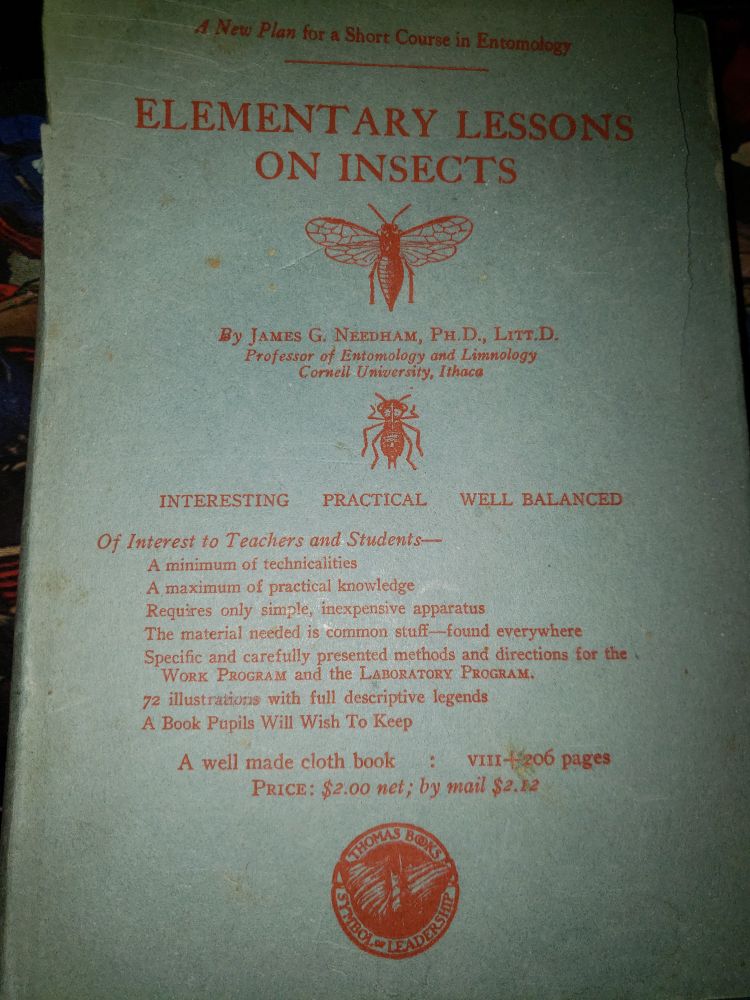 A New Plan for a Short Course in Entomology
ELEMENTARY LESSONS
ON INSECTS
By JAMES G. NEEDHAM, PH.D., LITT.D.
Professor of Entomology and Limnology
Cornell University, Ithaca
INTERESTING PRACTICAL WELL BALANCED
Of Interest to Teachers and Students—
A minimum of technicalities
A maximum of practical knowledge
Requires only simple, inexpensive apparatus
The material needed is common stuff—found everywhere
Specific and carefully presented methods and directions for the
WORK PROGRAM and the LABORATORY PROGRAM.
72 illustrations with full descriptive legends
A Book Pupils Will Wish To Keep
A well made cloth book : VIII+206 pages
PRICE: $2.00 net; by mail $2.12
THOMAS BOOKS
SYMBOL OF LEADERSHIP